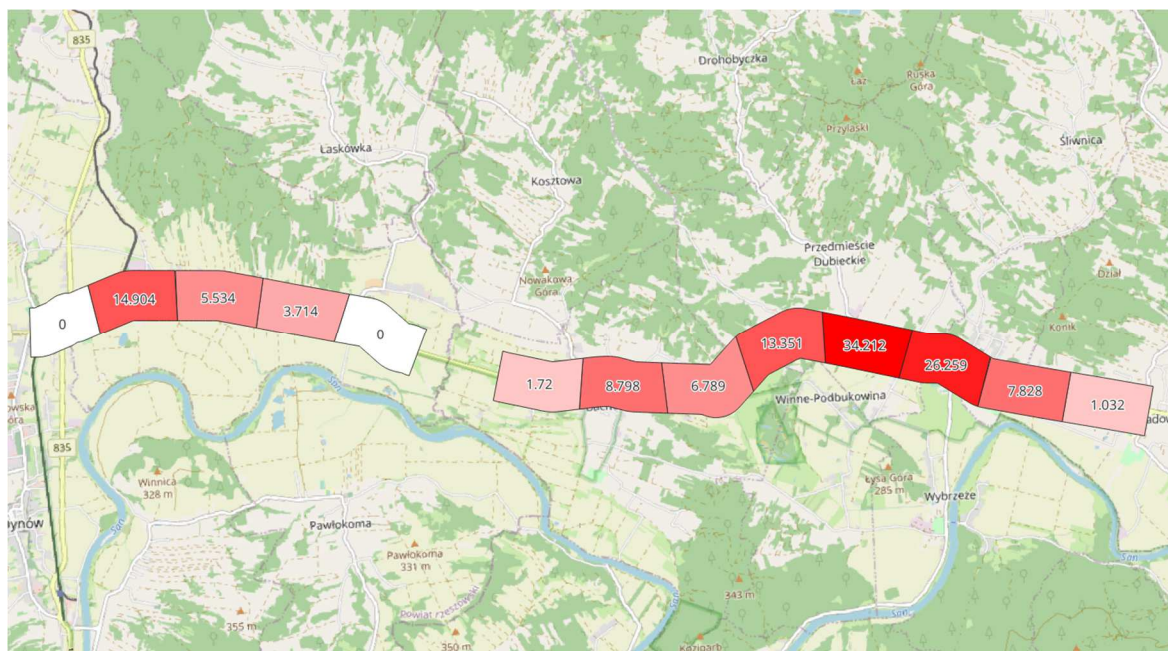 835
Drohobyczka
Łaz
Ruska
Góra
Przylaski
Łaskówka
Śliwnica
Kosztowa
Przedmieście
Dubieckie
Nowakowa
Góra
Dział
0
14.904
5.534
3.714
0
Konik
13.351
34.212
26.259
1.72
8.798
6.789
7.828
1.032
San
Winne-Podbukowina
835
Winnica
328 m
Łysa Góra
285 m
Wybrzeże
San
Pawłokoma
Pawłokoma
331 m
343 m
San
San
355 m
Powiat rzeszowski
350 m